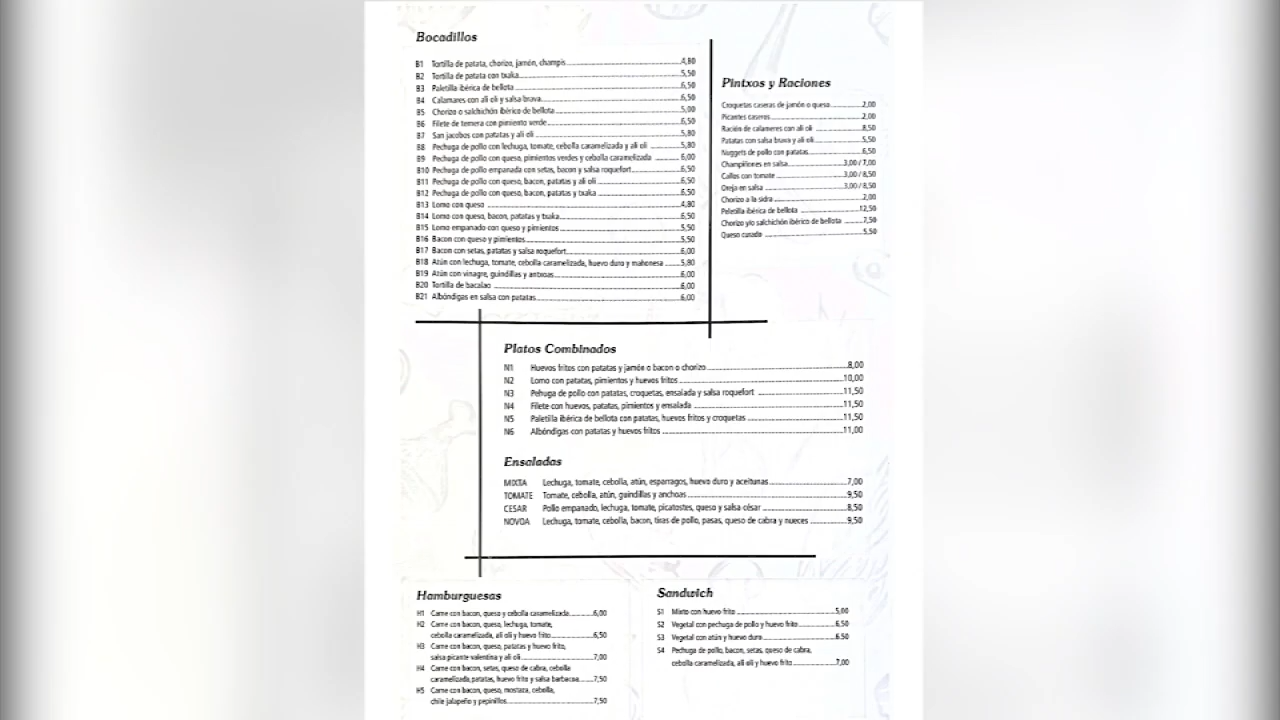 Bocadillos
B1 Tortilla de patata, chorizo, jamón, champis 4,80
B2 Tortilla de patata con txaka 5,50
B3 Paletilla ibérica de bellota 6,50
B4 Calamares con ali oli y salsa brava 6,50
B5 Chorizo o salchichón ibérico de bellota 5,00
B6 Filete de ternera con pimiento verde 6,50
B7 San jacobos con patatas y ali oli 5,80
B8 Pechuga de pollo con lechuga, tomate, cebolla caramelizada y ali oli 5,80
B9 Pechuga de pollo con queso, pimientos verdes y cebolla caramelizada 6,00
B10 Pechuga de pollo empanada con setas, bacon y salsa roquefort 6,50
B11 Pechuga de pollo con queso, bacon, patatas y ali oli 6,50
B12 Pechuga de pollo con queso, bacon, patatas y txaka 6,50
B13 Lomo con queso 4,80
B14 Lomo con queso, bacon, patatas y txaka 6,50
B15 Lomo empanado con queso y pimientos 5,50
B16 Bacon con queso y pimientos 5,50
B17 Bacon con setas, patatas y salsa roquefort 6,00
B18 Atún con lechuga, tomate, cebolla caramelizada, huevo duro y mahonesa 5,80
B19 Atún con vinagre, guindillas y antxoas 6,00
B20 Tortilla de bacalao 6,00
B21 Albóndigas en salsa con patatas 6,00
Pintxos y Raciones
Croquetas caseras de jamón o queso 2,00
Picantes caseros 2,00
Ración de calamares con ali oli 8,50
Patatas con salsa brava y ali oli 5,50
Nuggets de pollo con patatas 6,50
Champiñones en salsa 3,00 / 7,00
Callos con tomate 3,00 / 8,50
Oreja en salsa 3,00 / 8,50
Chorizo a la sidra 2,00
Paletilla ibérica de bellota 12,50
Chorizo y/o salchichón ibérico de bellota 7,50
Queso curado 5,50
Platos Combinados
N1 Huevos fritos con patatas y jamón o bacon o chorizo 8,00
N2 Lomo con patatas, pimientos y huevos fritos 10,00
N3 Pehuga de pollo con patatas, croquetas, ensalada y salsa roquefort 11,50
N4 Filete con huevos, patatas, pimientos y ensalada 11,50
N5 Paletilla ibérica de bellota con patatas, huevos fritos y croquetas 11,50
N6 Albóndigas con patatas y huevos fritos 11,00
Ensaladas
MIXTA Lechuga, tomate, cebolla, atún, esparragos, huevo duro y aceitunas 7,00
TOMATE Tomate, cebolla, atún, guindillas y anchoas 9,50
CESAR Pollo empanado, lechuga, tomate, picatostes, queso y salsa césar 8,50
NOVOA Lechuga, tomate, cebolla, bacon, tiras de pollo, pasas, queso de cabra y nueces 9,50
Hamburguesas
H1 Carne con bacon, queso y cebolla caramelizada 6,00
H2 Carne con bacon, queso, lechuga, tomate,
cebolla caramelizada, ali oli y huevo frito 6,50
H3 Carne con bacon, queso, patatas y huevo frito,
salsa picante valentina y ali oli 7,00
H4 Carne con bacon, setas, queso de cabra, cebolla
caramelizada,patatas, huevo frito y salsa barbacoa 7,50
H5 Carne con bacon, queso, mostaza, cebolla,
chile jalapeño y pepinillos 7,50
Sandwich
S1 Mixto con huevo frito 5,00
S2 Vegetal con pechuga de pollo y huevo frito 6,50
S3 Vegetal con atún y huevo duro 6,50
S4 Pechuga de pollo, bacon, setas, queso de cabra,
cebolla caramelizada, ali oli y huevo frito 7,00